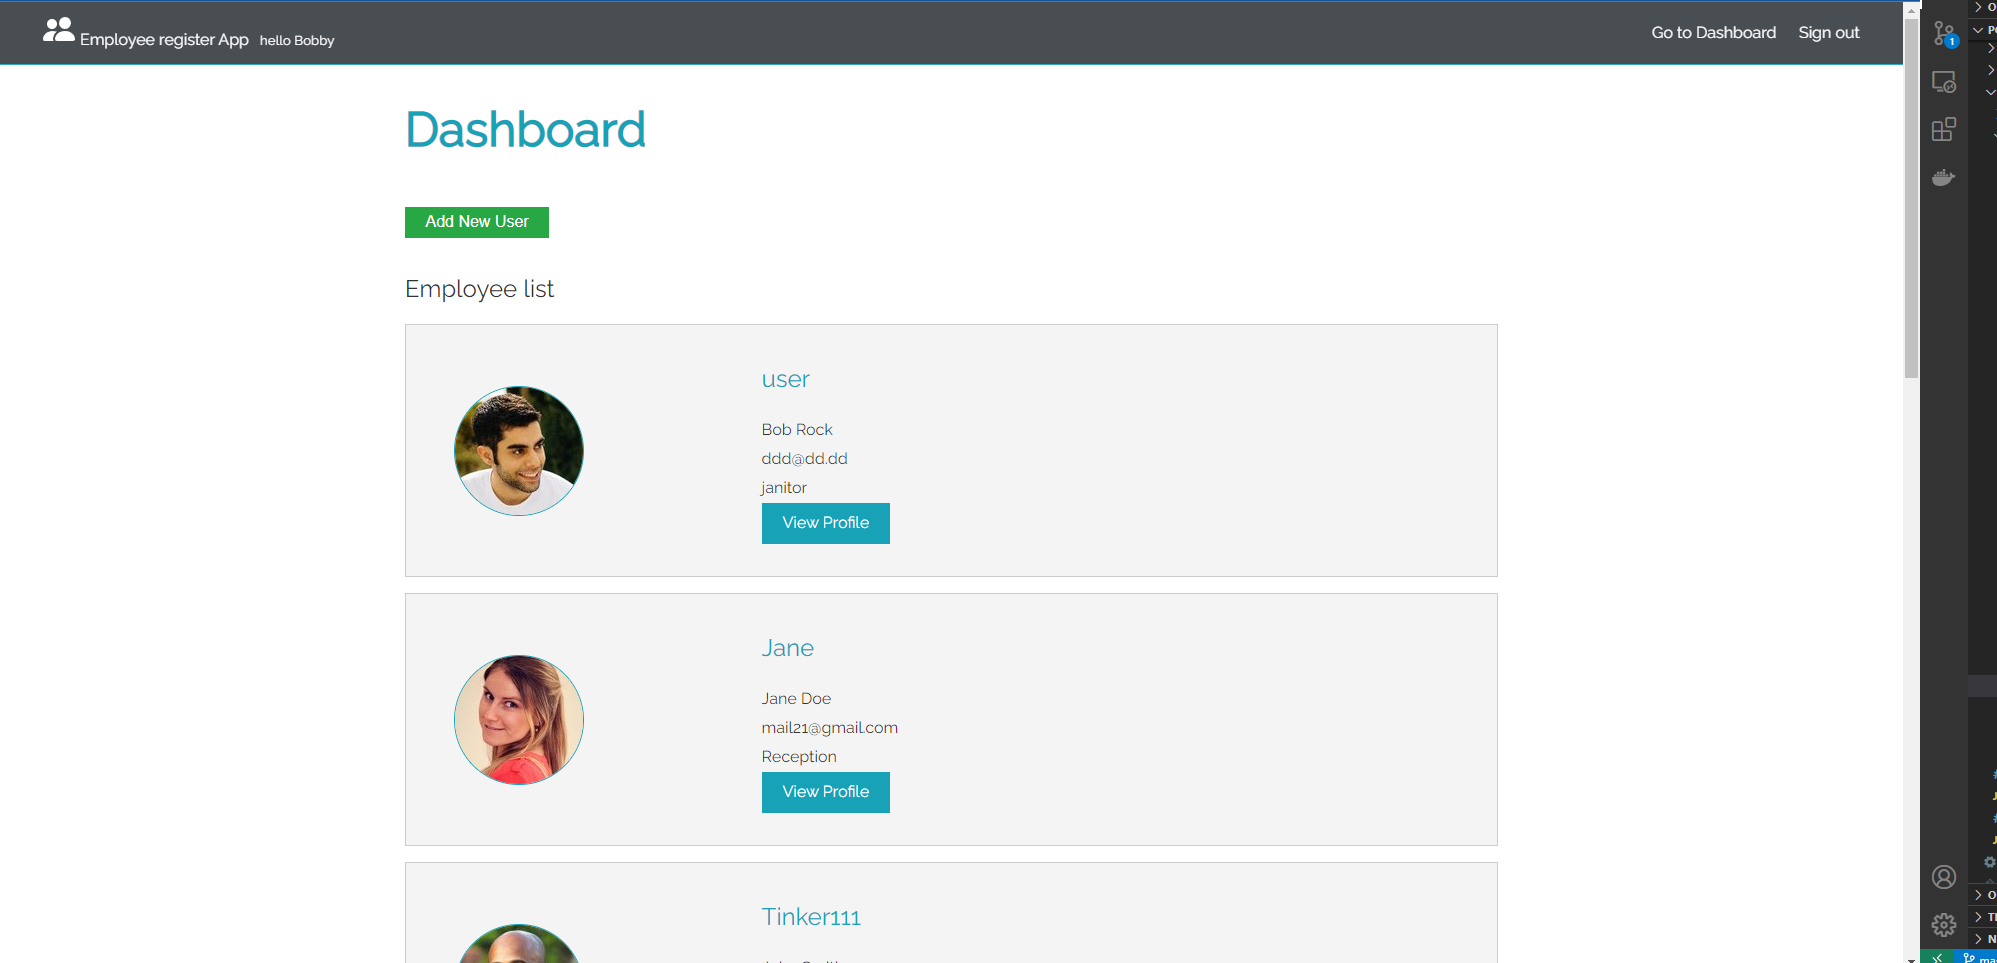 Employee register App hello Bobby
Go to Dashboard Sign out
Dashboard
Add New User
Employee list
user
Bob Rock
ddd@dd.dd
janitor
View Profile
Jane
Jane Doe
mail21@gmail.com
Reception
View Profile
Tinker111
1